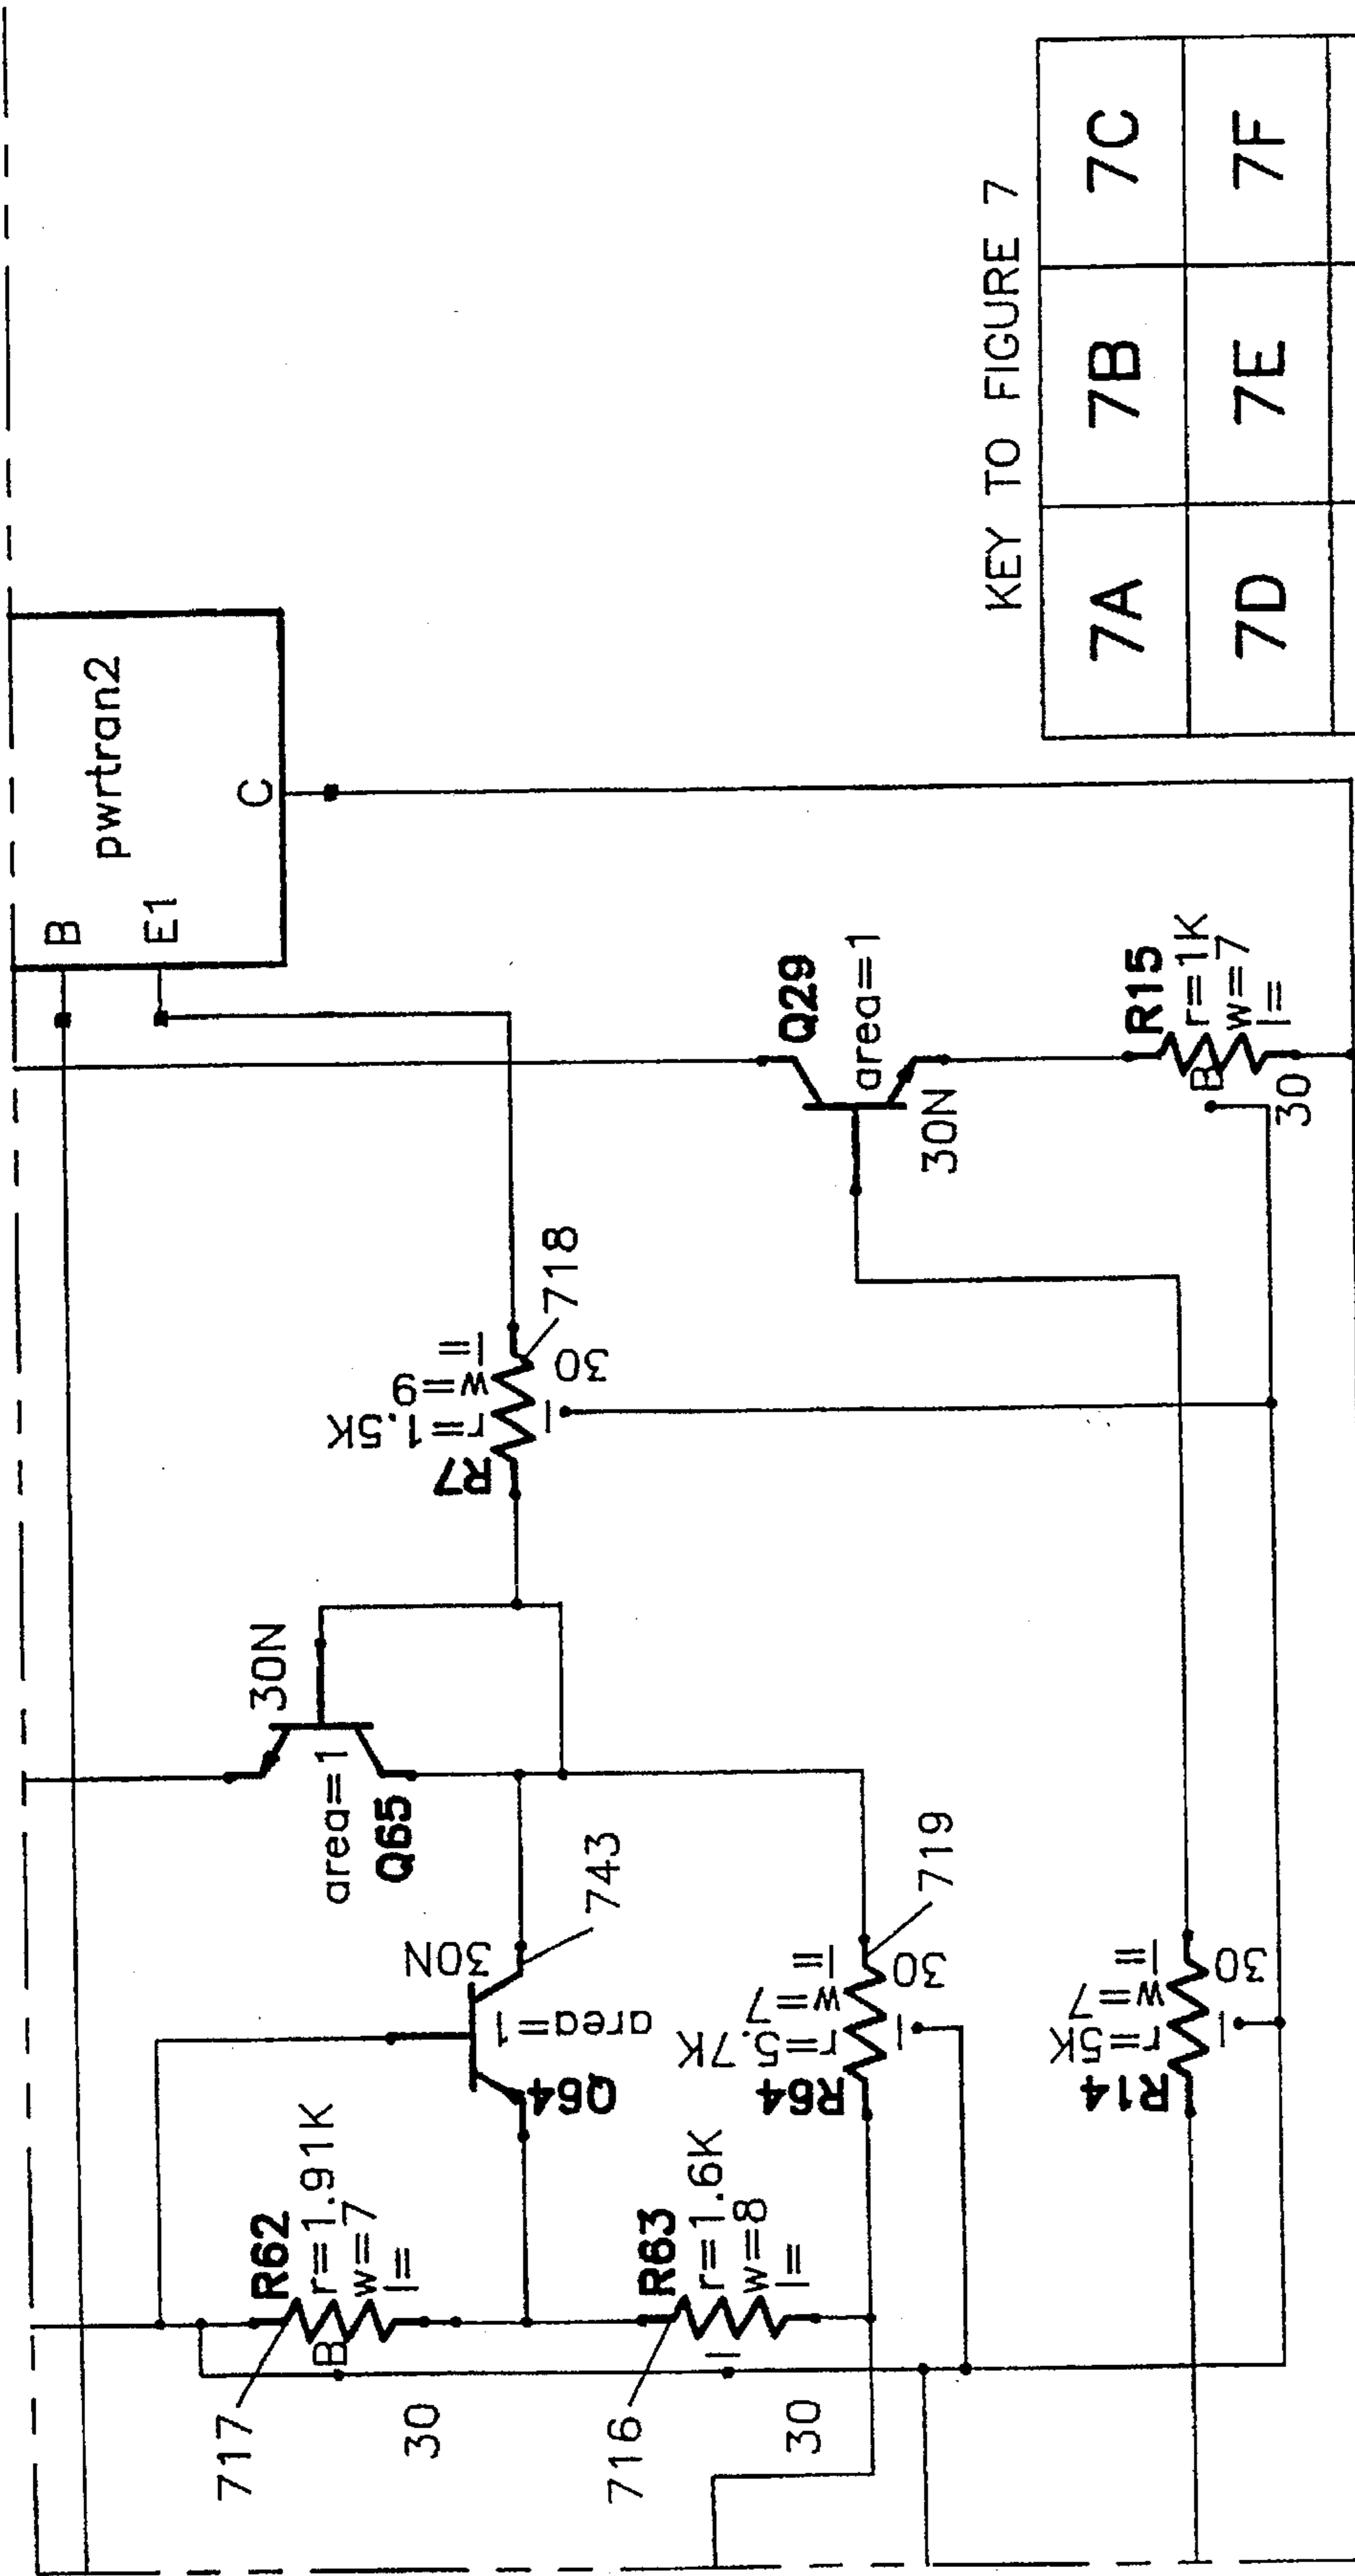 pwrtran2
B
E1
C
KEY TO FIGURE 7
7A 7B 7C
7D 7E 7F
Q29
area=1
30N
R15
r=1K
w=7
l=
B
30
718
R7
r=1.5K
w=9
l=
30
l
30N
area=1
Q65
743
30N
area=1
Q64
719
R64
r=5.7K
w=7
l=
30
l
R14
r=5K
w=7
l=
30
l
R62
r=1.91K
w=7
l=
B
717
30
R63
r=1.6K
w=8
l=
l
716
30